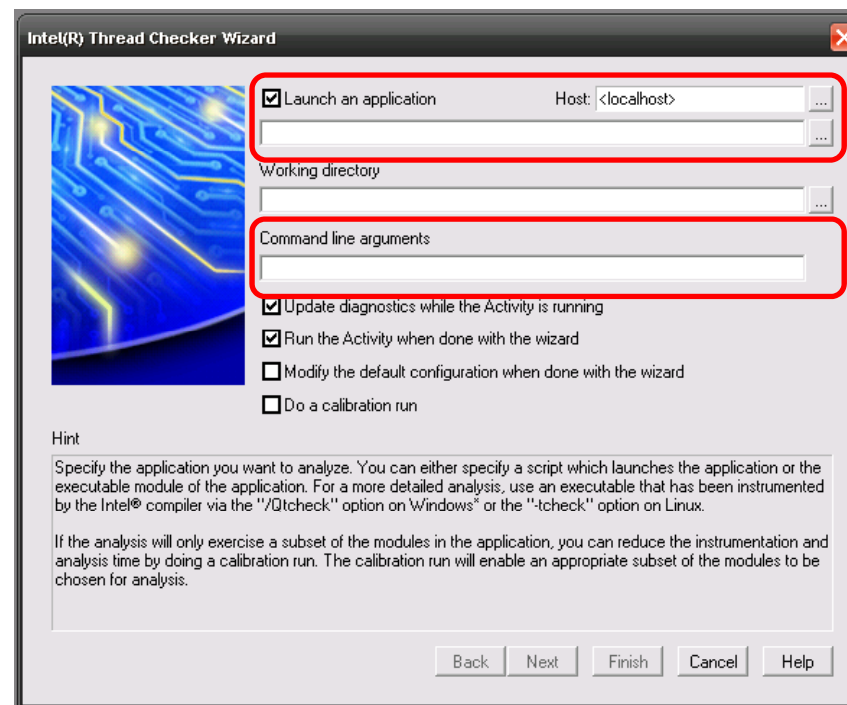 Intel(R) Thread Checker Wizard
Launch an application Host: <localhost> ...
...
Working directory
...
Command line arguments
Update diagnostics while the Activity is running
Run the Activity when done with the wizard
Modify the default configuration when done with the wizard
Do a calibration run
Hint
Specify the application you want to analyze. You can either specify a script which launches the application or the
executable module of the application. For a more detailed analysis, use an executable that has been instrumented
by the Intel® compiler via the "/Qtcheck" option on Windows* or the "-tcheck" option on Linux.
If the analysis will only exercise a subset of the modules in the application, you can reduce the instrumentation and
analysis time by doing a calibration run. The calibration run will enable an appropriate subset of the modules to be
chosen for analysis.
Back Next Finish Cancel Help